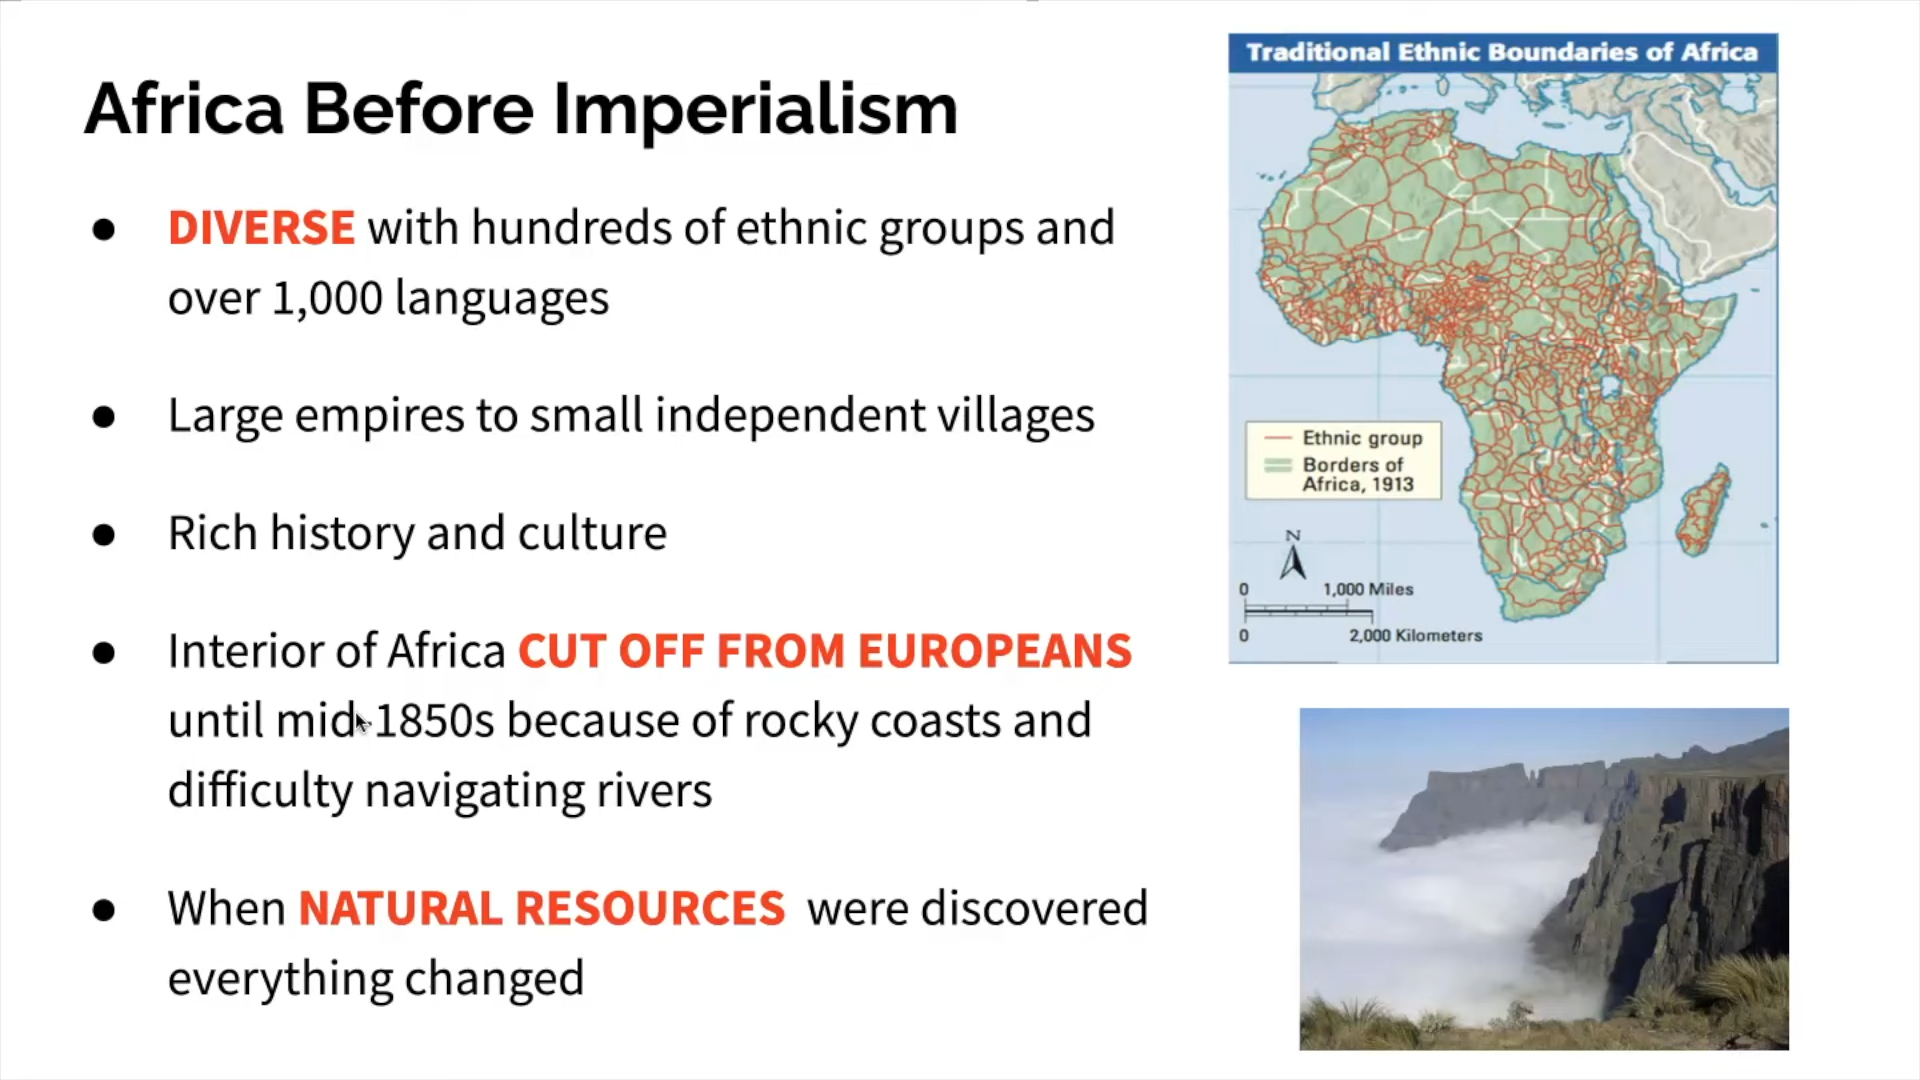 Africa Before Imperialism
● DIVERSE with hundreds of ethnic groups and
over 1,000 languages
● Large empires to small independent villages
● Rich history and culture
● Interior of Africa CUT OFF FROM EUROPEANS
until mid-1850s because of rocky coasts and
difficulty navigating rivers
● When NATURAL RESOURCES were discovered
everything changed
Traditional Ethnic Boundaries of Africa
Ethnic group
Borders of
Africa, 1913
N
0 1,000 Miles
0 2,000 Kilometers